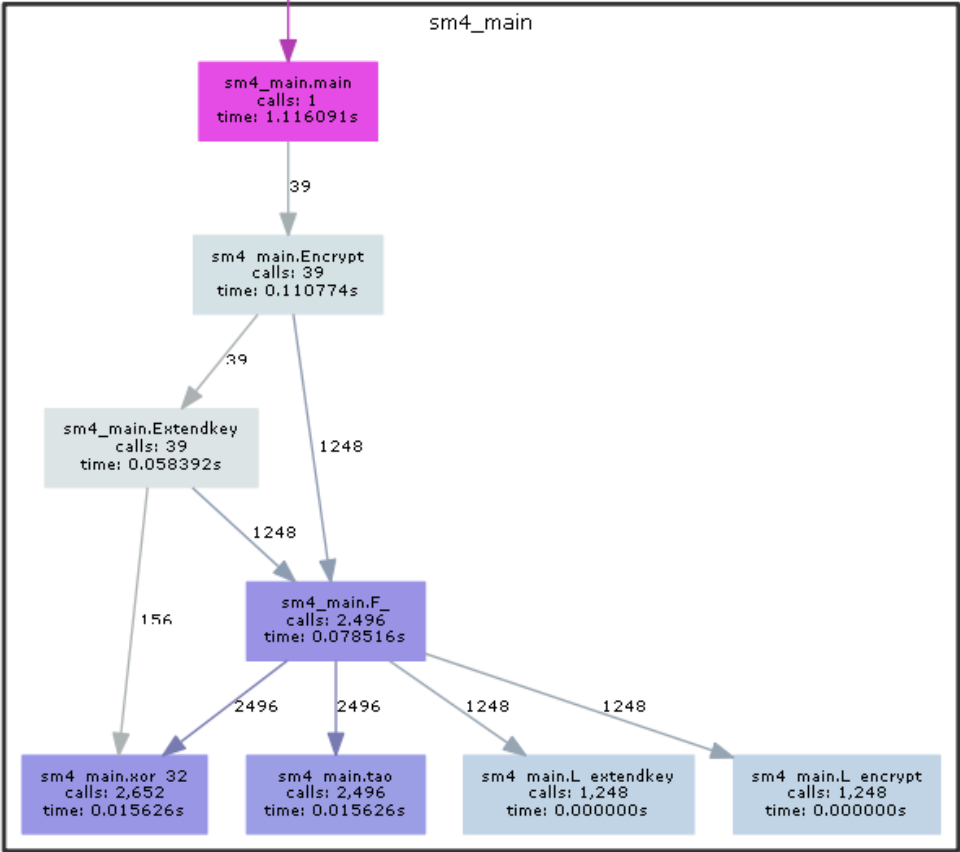 sm4_main
sm4_main.main
calls: 1
time: 1.116091s
39
sm4_main.Encrypt
calls: 39
time: 0.110774s
39
1248
sm4_main.Extendkey
calls: 39
time: 0.058392s
1248
156
sm4_main.F_
calls: 2,496
time: 0.078516s
2496
2496
1248
1248
sm4_main.xor_32
calls: 2,652
time: 0.015626s
sm4_main.tao
calls: 2,496
time: 0.015626s
sm4_main.L_extendkey
calls: 1,248
time: 0.000000s
sm4_main.L_encrypt
calls: 1,248
time: 0.000000s